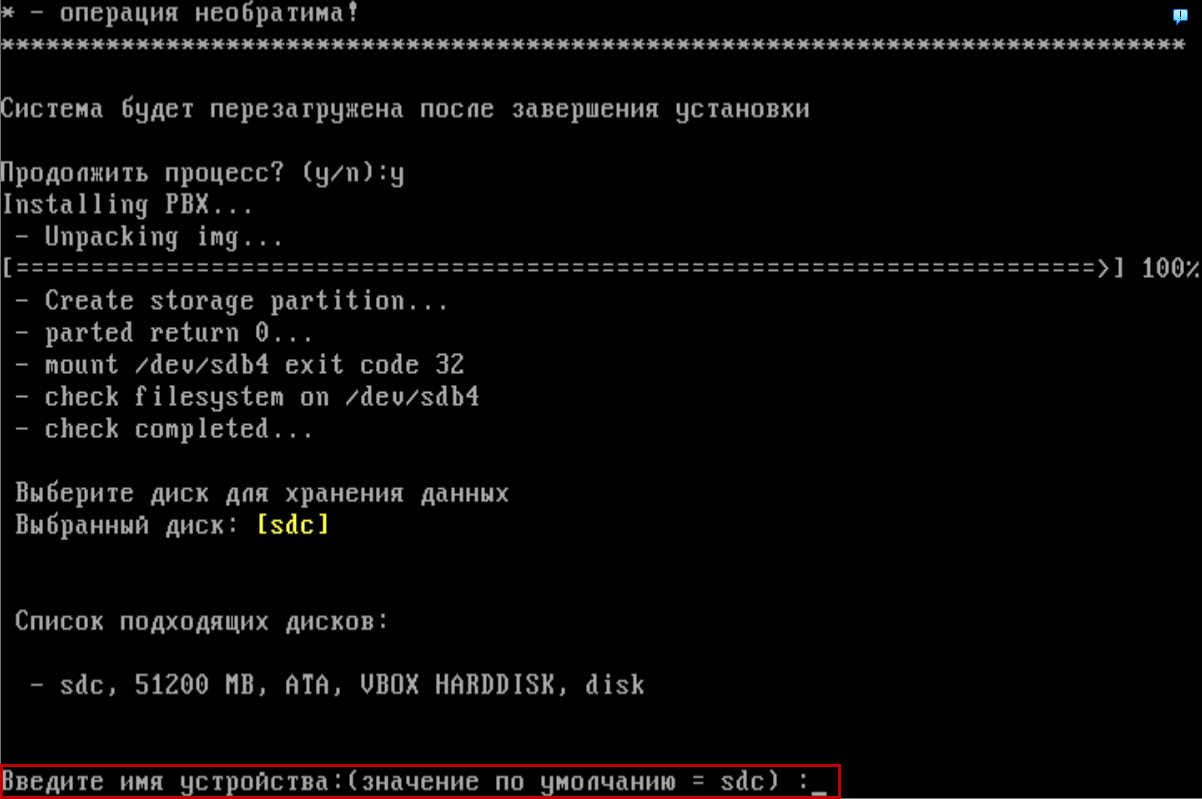 * - операция необратима!
*******************************************************************************
Система будет перезагружена после завершения установки
Продолжить процесс? (y/n):y
Installing PBX...
- Unpacking img...
[========================================================================>] 100%
- Create storage partition...
- parted return 0...
- mount /dev/sdb4 exit code 32
- check filesystem on /dev/sdb4
- check completed...
Выберите диск для хранения данных
Выбранный диск: [sdc]
Список подходящих дисков:
- sdc, 51200 MB, ATA, VBOX HARDDISK, disk
Введите имя устройства:(значение по умолчанию = sdc) :_